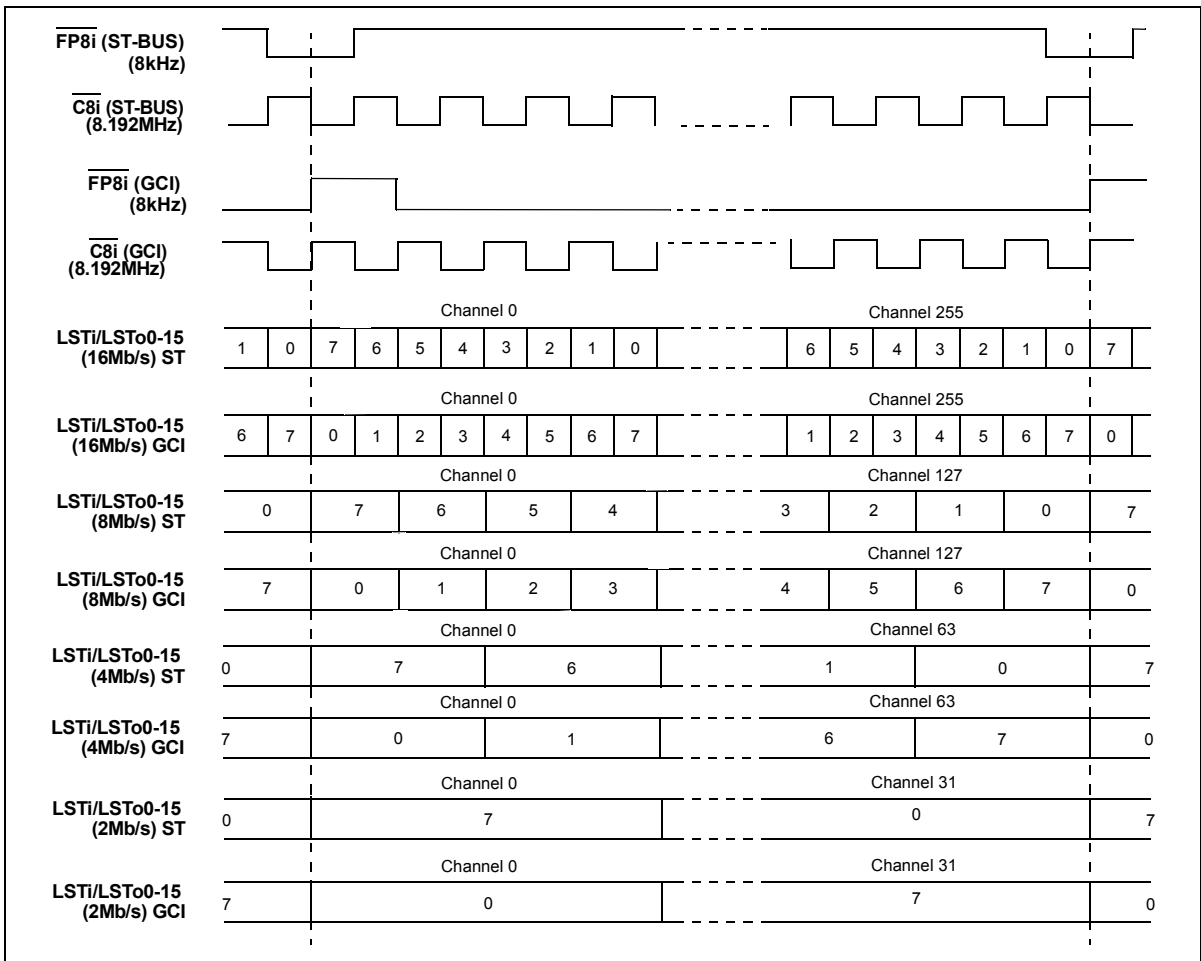 FP8i (ST-BUS)
(8kHz)
C8i (ST-BUS)
(8.192MHz)
FP8i (GCI)
(8kHz)
C8i (GCI)
(8.192MHz)
Channel 0 Channel 255
LSTi/LSTo0-15
(16Mb/s) ST
1 0 7 6 5 4 3 2 1 0 6 5 4 3 2 1 0 7
Channel 0 Channel 255
LSTi/LSTo0-15
(16Mb/s) GCI
6 7 0 1 2 3 4 5 6 7 1 2 3 4 5 6 7 0
Channel 0 Channel 127
LSTi/LSTo0-15
(8Mb/s) ST
0 7 6 5 4 3 2 1 0 7
Channel 0 Channel 127
LSTi/LSTo0-15
(8Mb/s) GCI
7 0 1 2 3 4 5 6 7 0
Channel 0 Channel 63
LSTi/LSTo0-15
(4Mb/s) ST
0 7 6 1 0 7
Channel 0 Channel 63
LSTi/LSTo0-15
(4Mb/s) GCI
7 0 1 6 7 0
Channel 0 Channel 31
LSTi/LSTo0-15
(2Mb/s) ST
0 7 0 7
Channel 0 Channel 31
LSTi/LSTo0-15
(2Mb/s) GCI
7 0 7 0